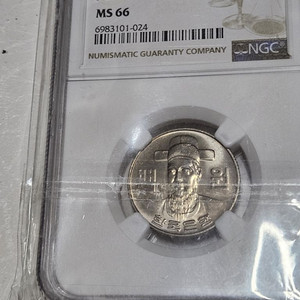 MS 66
6983101-024
NUMISMATIC GUARANTY COMPANY
NGC
백 원
한국은행